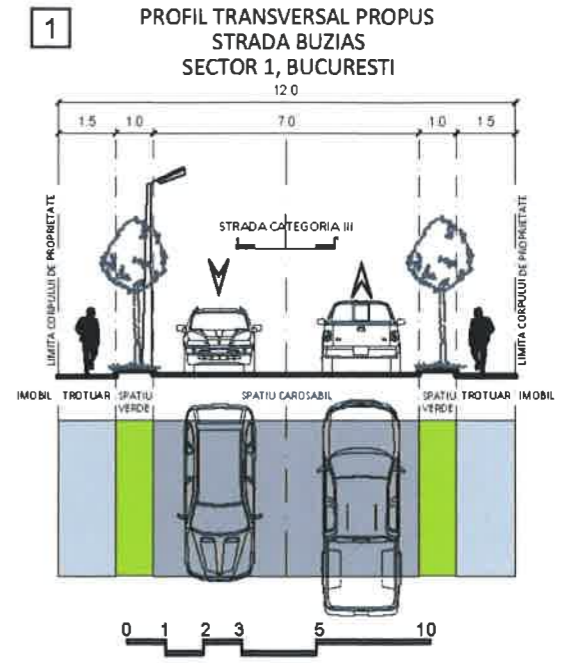 1
PROFIL TRANSVERSAL PROPUS
STRADA BUZIAS
SECTOR 1, BUCURESTI
12.0
1.5 1.0 7.0 1.0 1.5
LIMITA CORPULUI DE PROPRIETATE
STRADA CATEGORIA III
LIMITA CORPULUI DE PROPRIETATE
IMOBIL TROTUAR SPATIU VERDE SPATIU CAROSABIL SPATIU VERDE TROTUAR IMOBIL
0 1 2 3 5 10